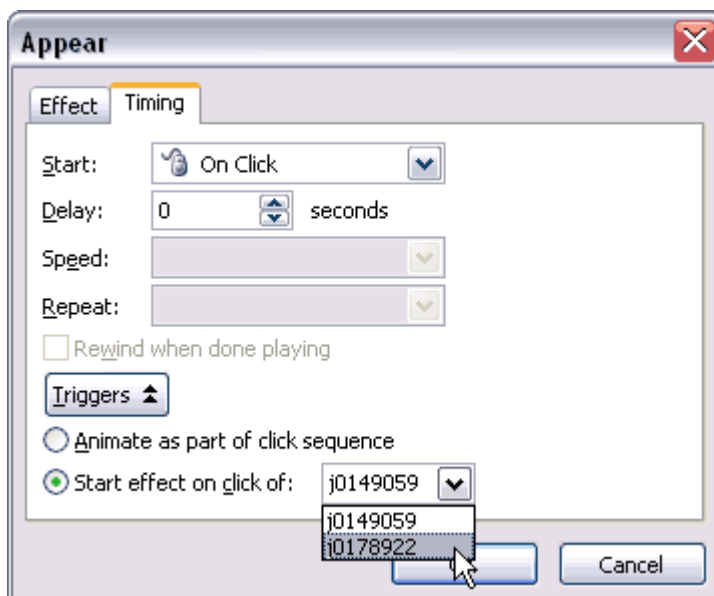 Appear
Effect Timing
Start: On Click
Delay: 0 seconds
Speed:
Repeat:
Rewind when done playing
Triggers
Animate as part of click sequence
Start effect on click of: j0149059
j0149059
j0178922
Cancel